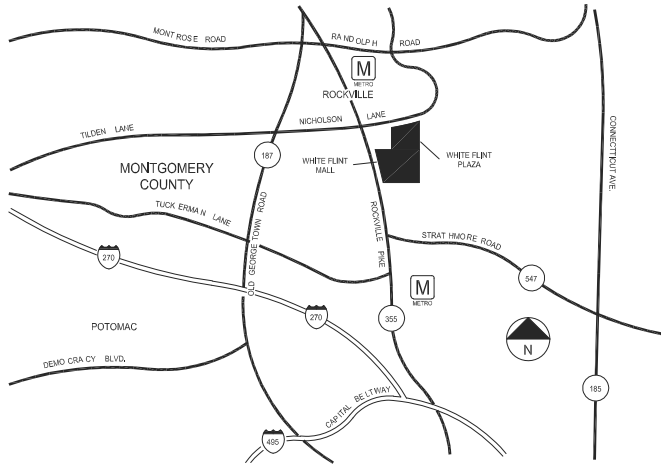 MONTROSE ROAD
RANDOLPH ROAD
M
METRO
ROCKVILLE
NICHOLSON LANE
TILDEN LANE
187
WHITE FLINT
MALL
WHITE FLINT
PLAZA
CONNECTICUT AVE.
MONTGOMERY
COUNTY
TUCKERMAN LANE
OLD GEORGETOWN ROAD
ROCKVILLE PIKE
STRATHMORE ROAD
270
547
M
METRO
270
355
POTOMAC
N
DEMOCRACY BLVD.
185
CAPITAL BELTWAY
495